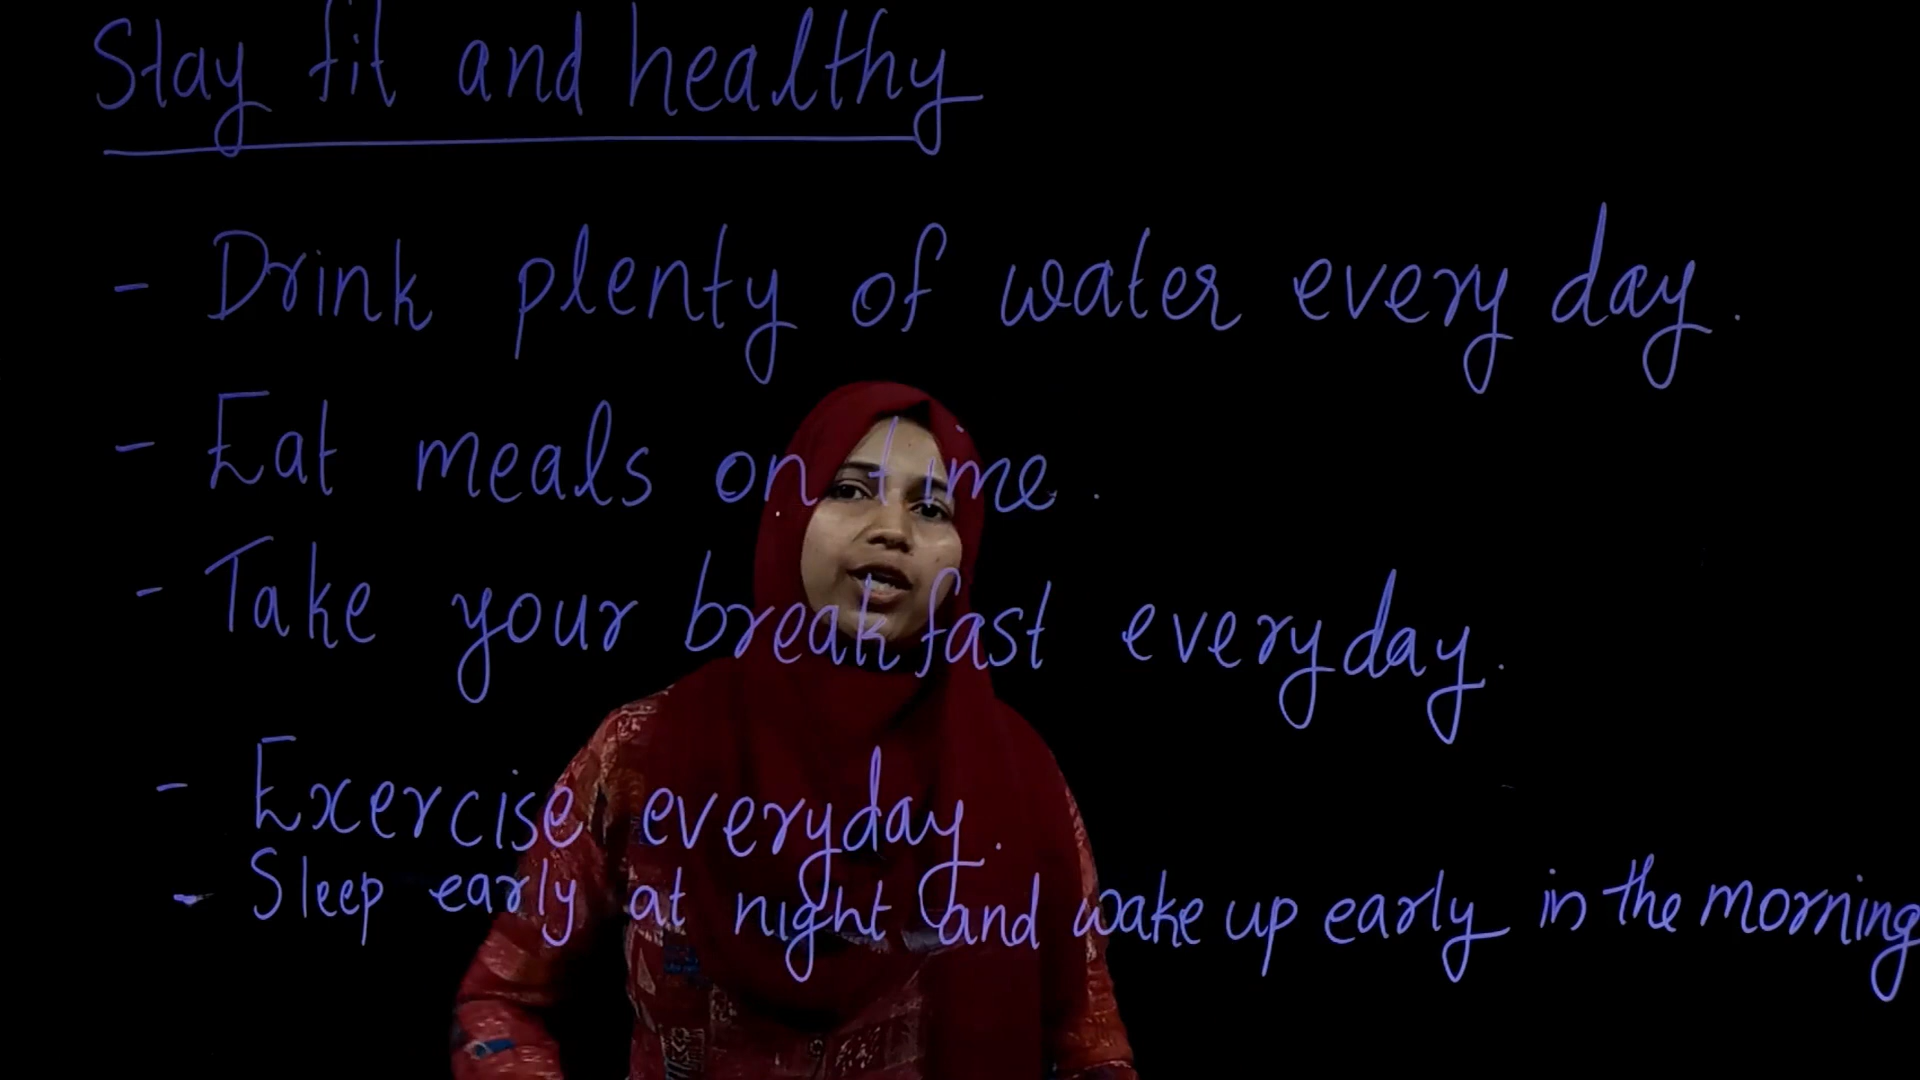 Stay fit and healthy
- Drink plenty of water every day.
- Eat meals on time.
- Take your breakfast everyday.
- Exercise everyday.
- Sleep early at night and wake up early in the morning